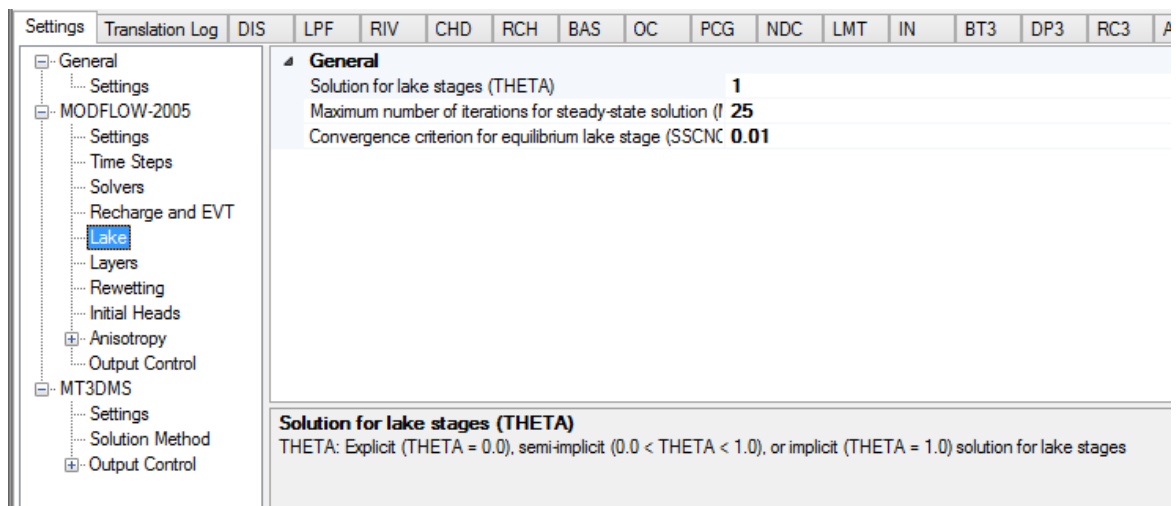 Settings Translation Log DIS LPF RIV CHD RCH BAS OC PCG NDC LMT IN BT3 DP3 RC3 A
General
Settings
MODFLOW-2005
Settings
Time Steps
Solvers
Recharge and EVT
Lake
Layers
Rewetting
Initial Heads
Anisotropy
Output Control
MT3DMS
Settings
Solution Method
Output Control
General
Solution for lake stages (THETA) 1
Maximum number of iterations for steady-state solution ( 25
Convergence criterion for equilibrium lake stage (SSCNC 0.01
Solution for lake stages (THETA)
THETA: Explicit (THETA = 0.0), semi-implicit (0.0 < THETA < 1.0), or implicit (THETA = 1.0) solution for lake stages